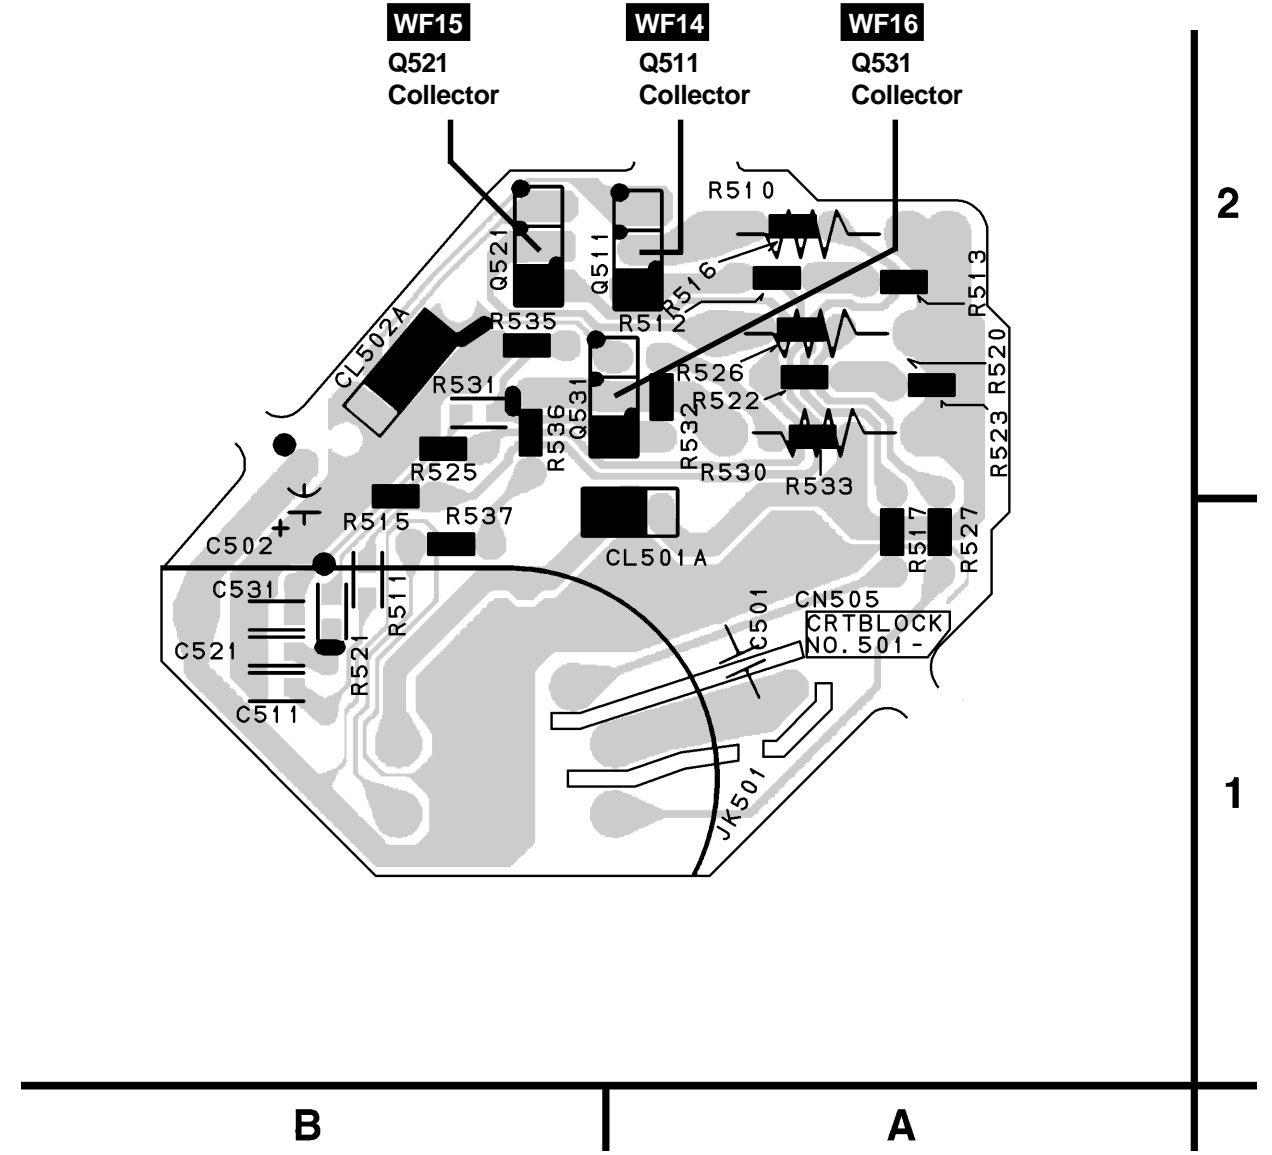 WF15
Q521
Collector
WF14
Q511
Collector
WF16
Q531
Collector
2
R510
Q521
Q511
R516
R513
R512
R535
CL502A
R520
R526
R531
R522
Q531
R532
R536
R523
R525
R530
R533
R515
R537
R517
R527
C502
+
CL501A
C531
R511
CN505
C501
CRTBLOCK
NO. 501-
C521
R521
C511
JK501
1
B
A